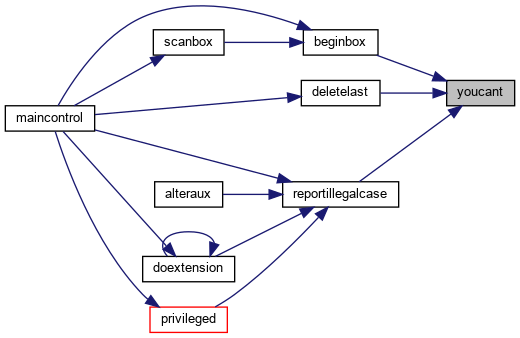 scanbox
beginbox
deletelast
youcant
maincontrol
alteraux
reportillegalcase
doextension
privileged